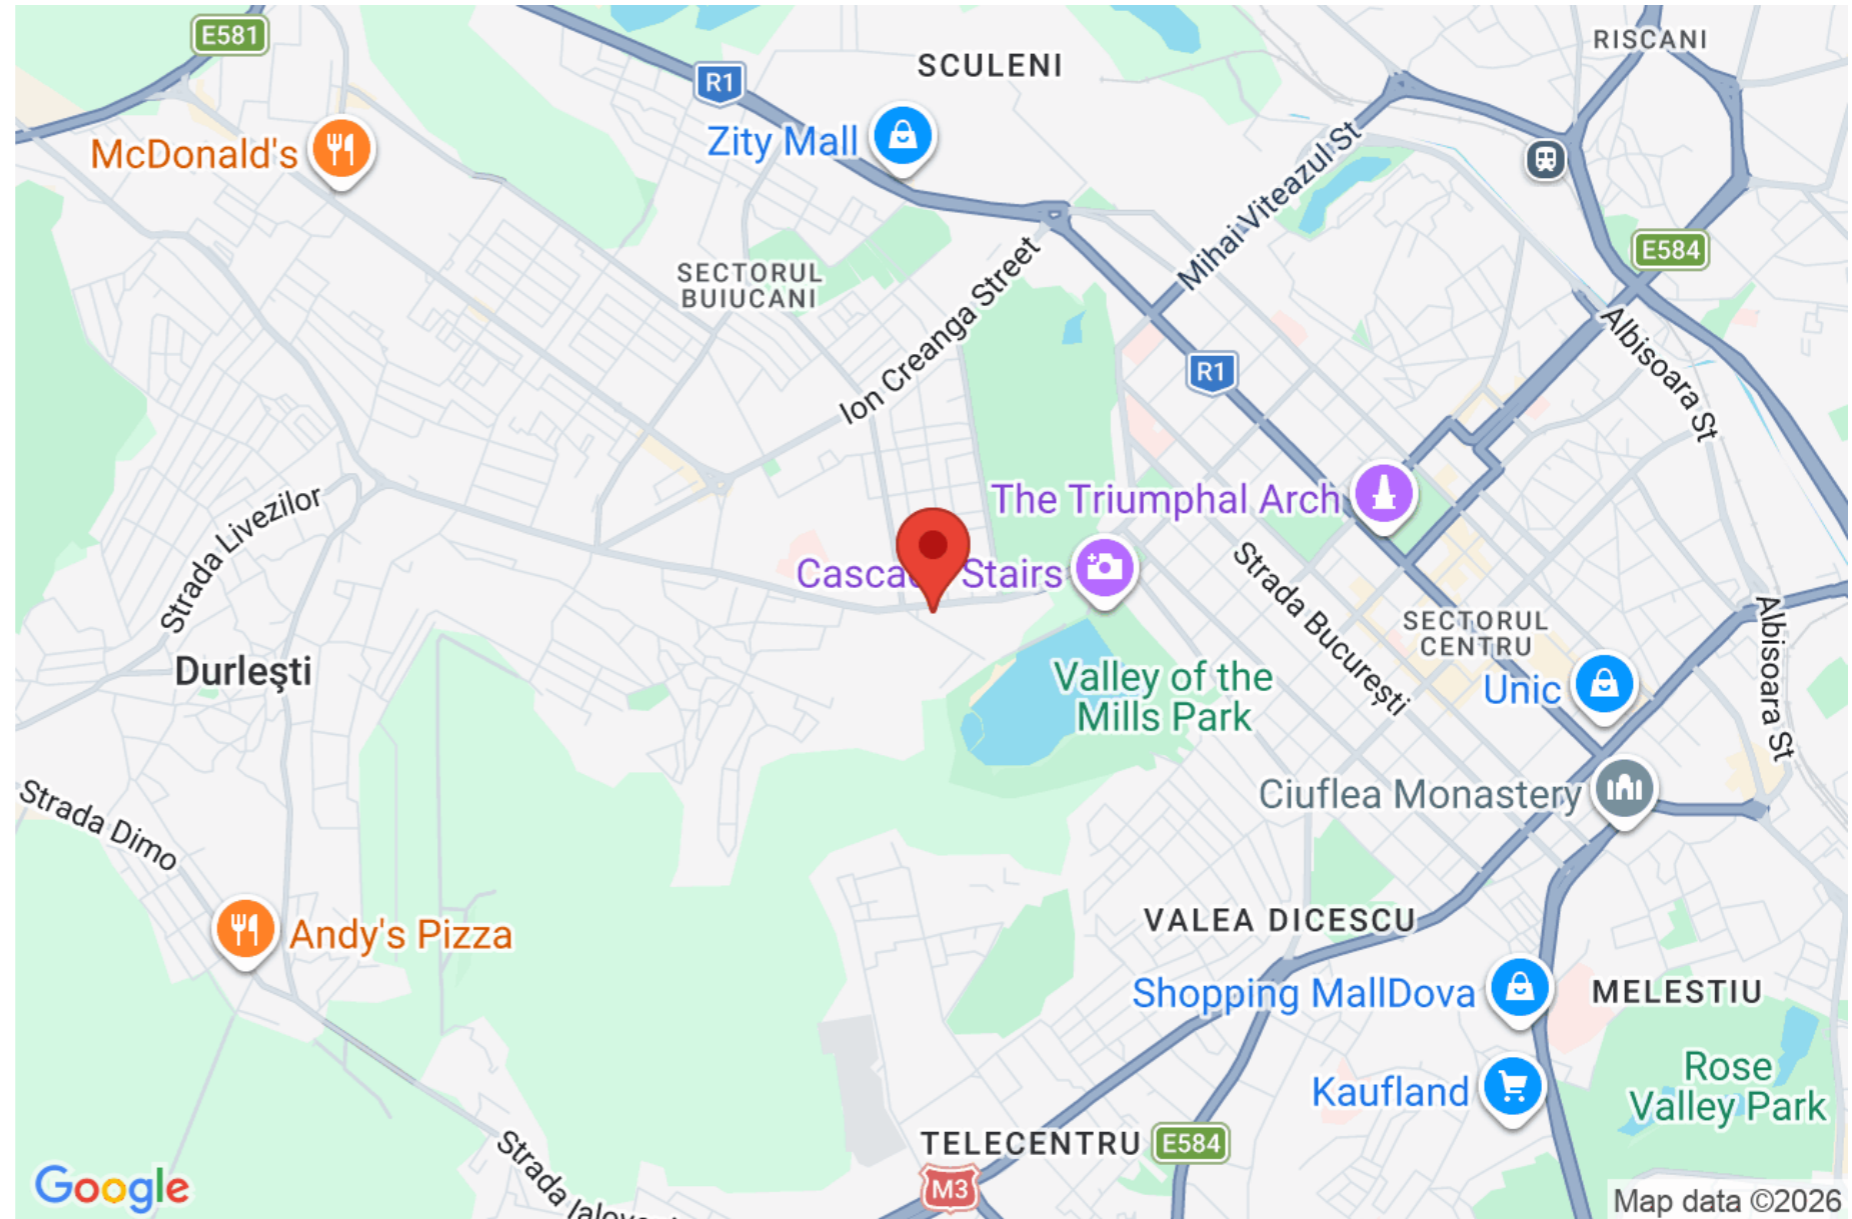 E581
SCULENI
RISCANI
R1
Zity Mall
McDonald's
Mihai Viteazul St
E584
SECTORUL
BUIUCANI
Ion Creanga Street
Albisoara St
R1
The Triumphal Arch
Strada Livezilor
Cascade Stairs
Strada București
SECTORUL
CENTRU
Albisoara St
Durleşti
Valley of the
Mills Park
Unic
Strada Dimo
Ciuflea Monastery
Andy's Pizza
VALEA DICESCU
Shopping MallDova
MELESTIU
Rose
Valley Park
Kaufland
TELECENTRU
E584
Strada
M3
Google
Map data ©2026